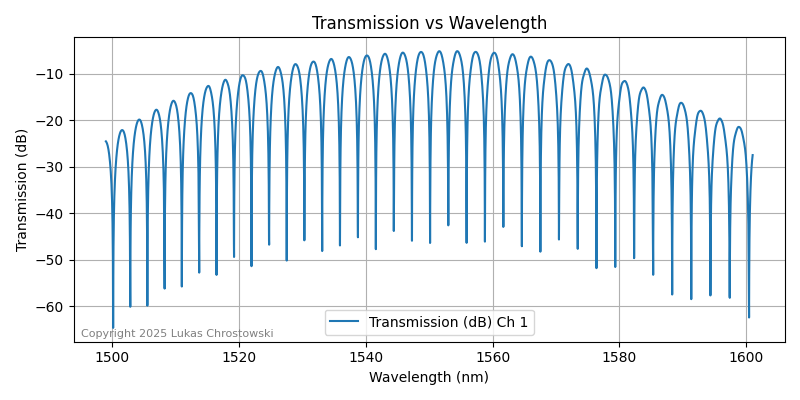 Transmission vs Wavelength
Transmission (dB)
−10
−20
−30
−40
−50
−60
Transmission (dB) Ch 1
Copyright 2025 Lukas Chrostowski
1500
1520
1540
1560
1580
1600
Wavelength (nm)